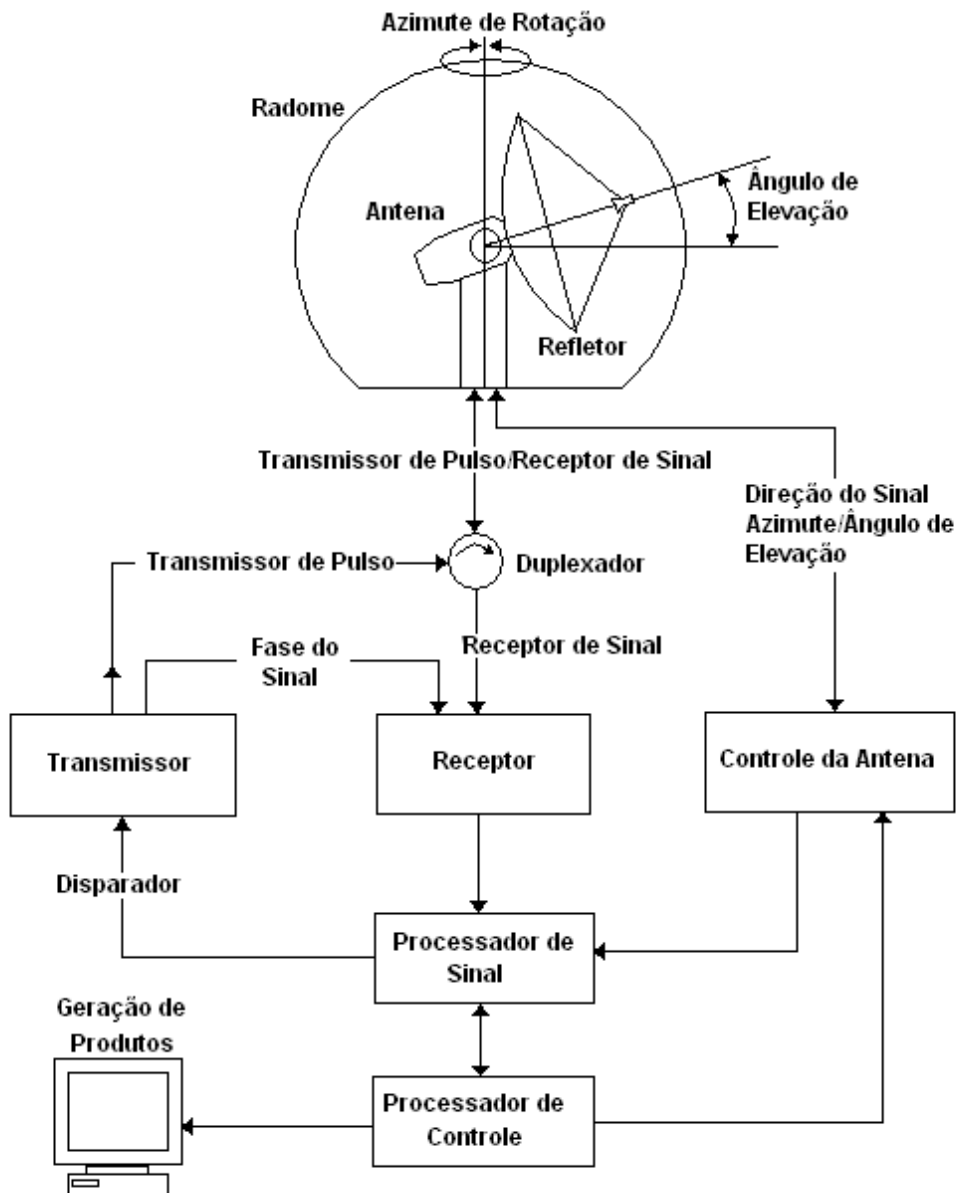 Azimute de Rotação
Radome
Antena
Ângulo de
Elevação
Refletor
Transmissor de Pulso/Receptor de Sinal
Direção do Sinal
Azimute/Ângulo de
Elevação
Transmissor de Pulso
Duplexador
Fase do
Sinal
Receptor de Sinal
Transmissor
Receptor
Controle da Antena
Disparador
Processador de
Sinal
Geração de
Produtos
Processador de
Controle